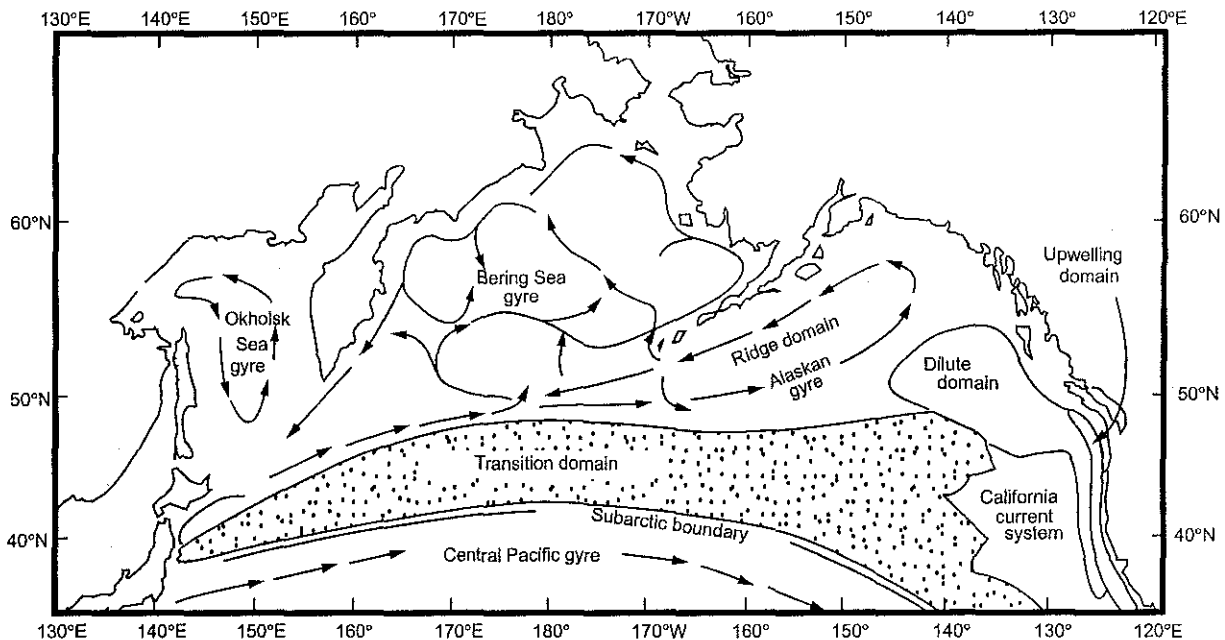 130°E 140°E 150°E 160°E 170°E 180° 170°W 160° 150° 140° 130° 120°E
60°N 60°N
Upwelling
domain
Bering Sea
gyre
Okhoisk
Sea
gyre
Ridge domain
Alaskan
gyre
Dilute
domain
50°N 50°N
Transition domain
California
current
system
Subarctic boundary
40°N 40°N
Central Pacific gyre
130°E 140°E 150°E 160°E 170°E 180° 170°W 160° 150° 140° 130° 120°E